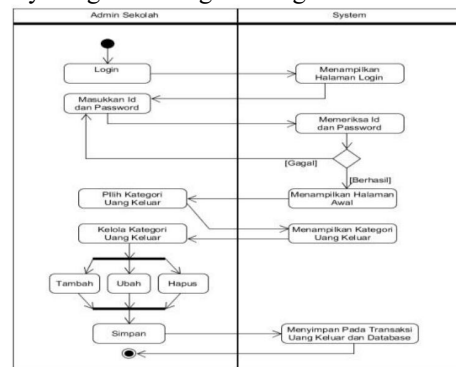 Admin Sekolah
System
Login
Menampilkan
Halaman Login
Masukkan Id
dan Password
Memeriksa Id
dan Password
[Gagal]
[Berhasil]
Menampilkan Halaman
Awal
PIlih Kategori
Uang Keluar
Menampilkan Kategori
Uang Keluar
Kelola Kategori
Uang Keluar
Tambah
Ubah
Hapus
Simpan
Menyimpan Pada Transaksi
Uang Keluar dan Database